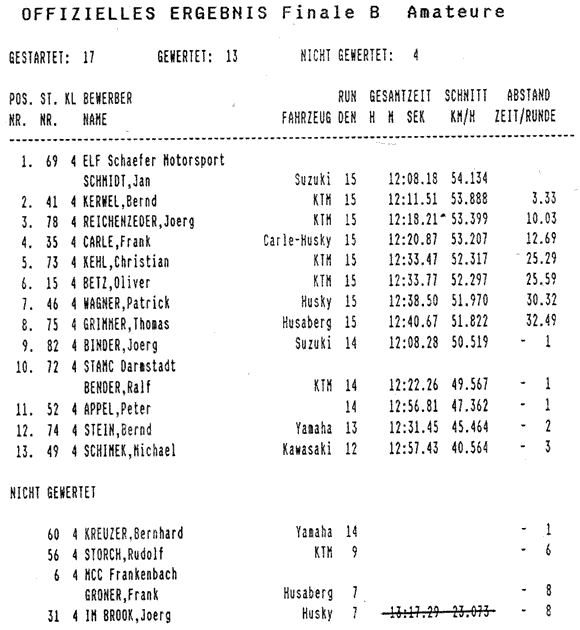 OFFIZIELLES ERGEBNIS Finale B Amateure
GESTARTET: 17 GEWERTET: 13 NICHT GEWERTET: 4
POS. ST. KL BEWERBER RUN GESAMTZEIT SCHNITT ABSTAND
NR. NR. NAME FAHRZEUG DEN H M SEK KM/H ZEIT/RUNDE
1. 69 4 ELF Schaefer Motorsport
SCHMIDT,Jan Suzuki 15 12:08.18 54.134
2. 41 4 KERWEL,Bernd KTM 15 12:11.51 53.888 3.33
3. 78 4 REICHENZEDER,Joerg KTM 15 12:18.21 53.399 10.03
4. 35 4 CARLE,Frank Carle-Husky 15 12:20.87 53.207 12.69
5. 73 4 KEHL,Christian KTM 15 12:33.47 52.317 25.29
6. 15 4 BETZ,Oliver KTM 15 12:33.77 52.297 25.59
7. 46 4 WAGNER,Patrick Husky 15 12:38.50 51.970 30.32
8. 75 4 GRIMMER,Thomas Husaberg 15 12:40.67 51.822 32.49
9. 82 4 BINDER,Joerg Suzuki 14 12:08.28 50.519 - 1
10. 72 4 STAMC Darmstadt
BENDER,Ralf KTM 14 12:22.26 49.567 - 1
11. 52 4 APPEL,Peter 14 12:56.81 47.362 - 1
12. 74 4 STEIN,Bernd Yamaha 13 12:31.45 45.464 - 2
13. 49 4 SCHIMEK,Michael Kawasaki 12 12:57.43 40.564 - 3
NICHT GEWERTET
60 4 KREUZER,Bernhard Yamaha 14 - 1
56 4 STORCH,Rudolf KTM 9 - 6
6 4 MCC Frankenbach
GRONER,Frank Husaberg 7 - 8
31 4 IM BROOK,Joerg Husky 7 13:17.29 23.073 - 8